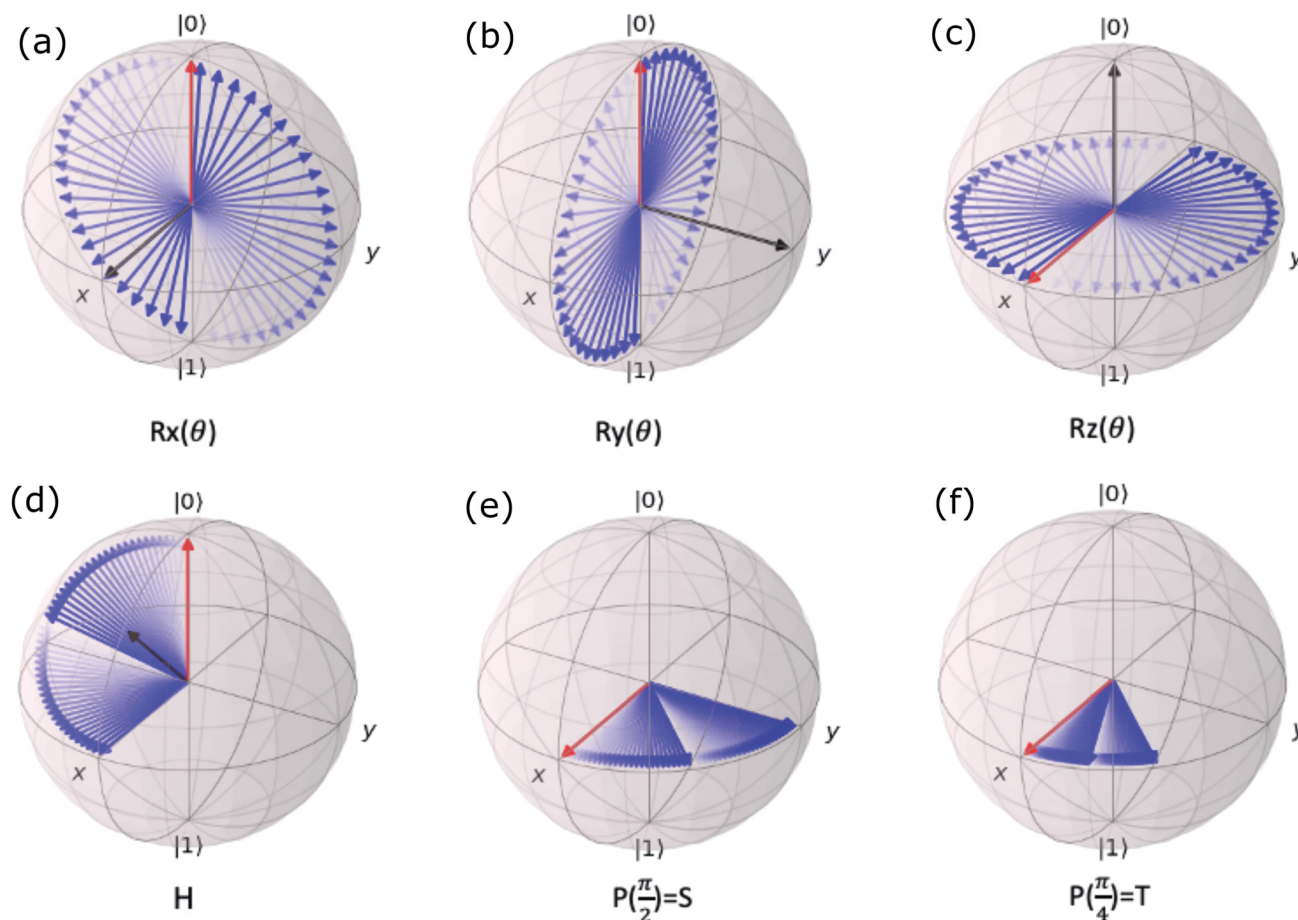 (a)
|0⟩
x
y
|1⟩
Rx(θ)
(b)
|0⟩
x
y
|1⟩
Ry(θ)
(c)
|0⟩
x
y
|1⟩
Rz(θ)
(d)
|0⟩
x
y
|1⟩
H
(e)
|0⟩
x
y
|1⟩
P(π/2)=S
(f)
|0⟩
x
y
|1⟩
P(π/4)=T